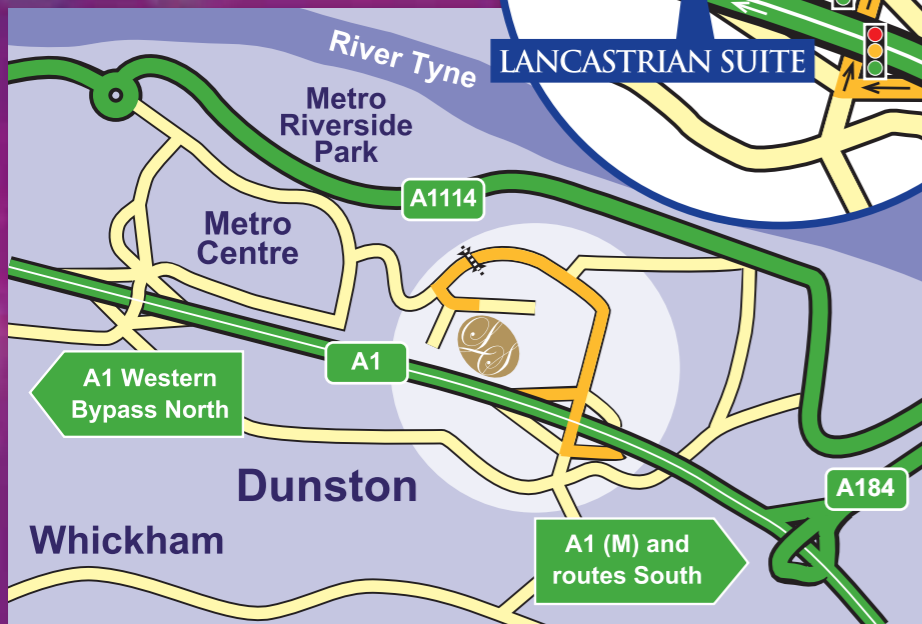 River Tyne
LANCASTRIAN SUITE
Metro
Riverside
Park
A1114
Metro
Centre
LS
A1
A1 Western
Bypass North
Dunston
A184
Whickham
A1 (M) and
routes South